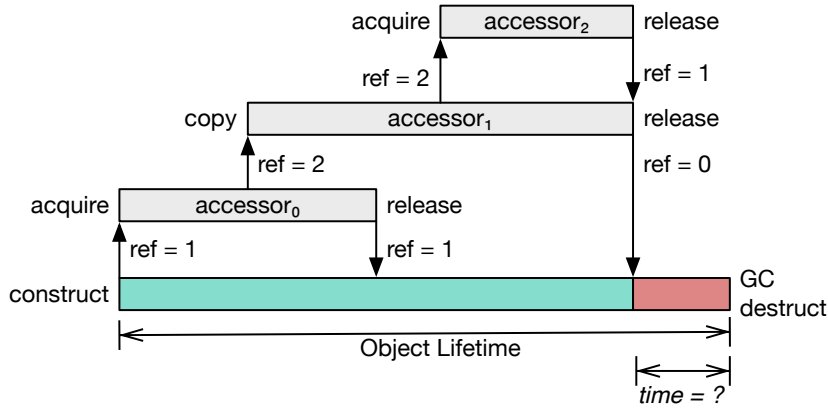 acquire accessor₂ release
ref = 2 ref = 1
copy accessor₁ release
ref = 2 ref = 0
acquire accessor₀ release
ref = 1 ref = 1
construct GC
destruct
Object Lifetime
time = ?